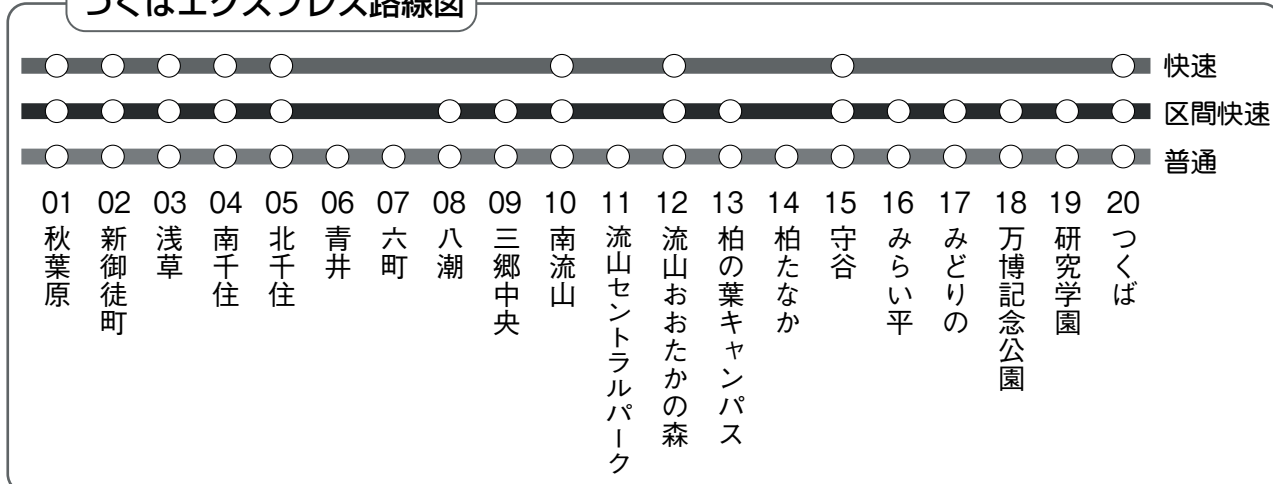 つくばエクスプレス路線図
快速
区間快速
普通
01 02 03 04 05 06 07 08 09 10 11 12 13 14 15 16 17 18 19 20
秋葉原
新御徒町
浅草
南千住
北千住
青井
六町
八潮
三郷中央
南流山
流山セントラルパーク
流山おおたかの森
柏の葉キャンパス
柏たなか
守谷
みらい平
みどりの
万博記念公園
研究学園
つくば